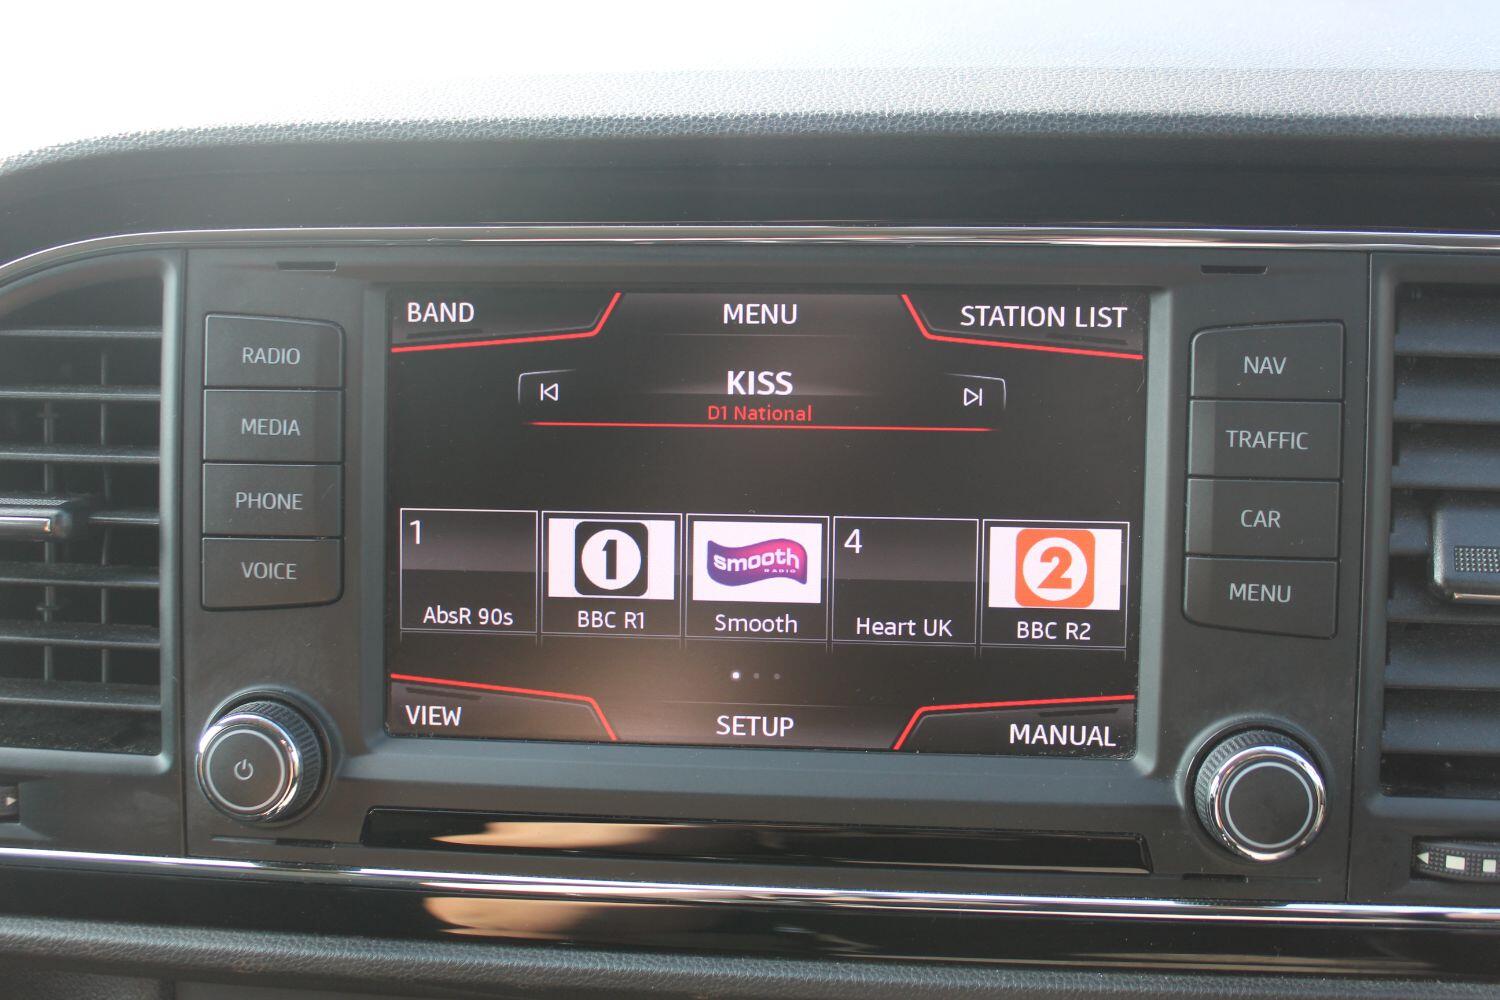 BAND
MENU
STATION LIST
RADIO
MEDIA
PHONE
VOICE
KISS
D1 National
1
AbsR 90s
1
BBC R1
smooth
RADIO
Smooth
4
Heart UK
2
BBC R2
VIEW
SETUP
MANUAL
NAV
TRAFFIC
CAR
MENU